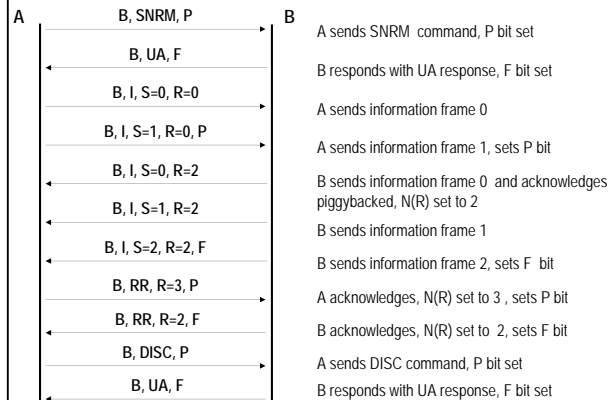 A
B
B, SNRM, P
A sends SNRM command, P bit set
B, UA, F
B responds with UA response, F bit set
B, I, S=0, R=0
A sends information frame 0
B, I, S=1, R=0, P
A sends information frame 1, sets P bit
B, I, S=0, R=2
B sends information frame 0 and acknowledges
piggybacked, N(R) set to 2
B, I, S=1, R=2
B sends information frame 1
B, I, S=2, R=2, F
B sends information frame 2, sets F bit
B, RR, R=3, P
A acknowledges, N(R) set to 3 , sets P bit
B, RR, R=2, F
B acknowledges, N(R) set to 2, sets F bit
B, DISC, P
A sends DISC command, P bit set
B, UA, F
B responds with UA response, F bit set